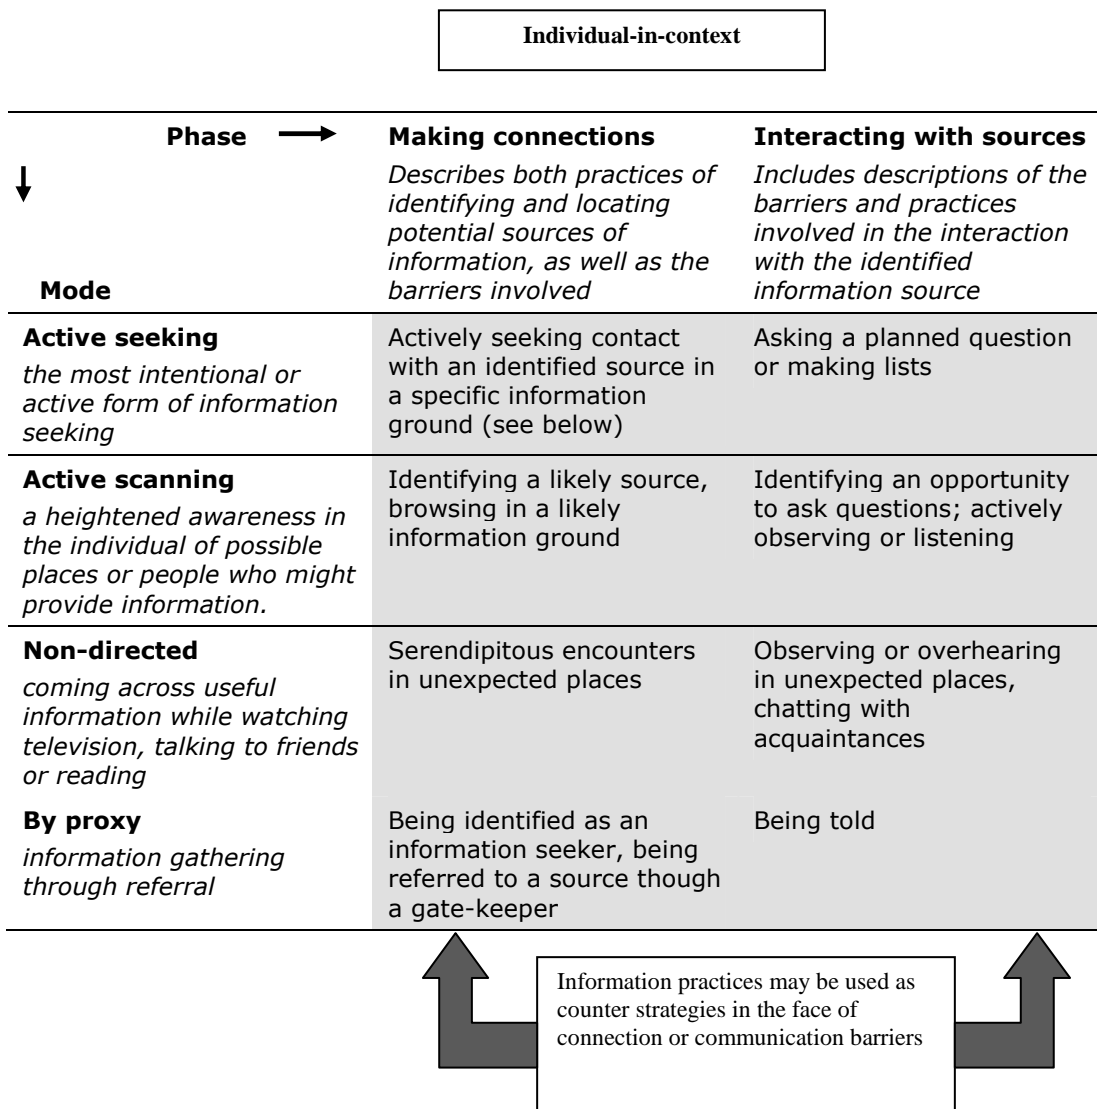 Individual-in-context
Phase
Mode
Making connections
Describes both practices of
identifying and locating
potential sources of
information, as well as the
barriers involved
Interacting with sources
Includes descriptions of the
barriers and practices
involved in the interaction
with the identified
information source
Active seeking
the most intentional or
active form of information
seeking
Actively seeking contact
with an identified source in
a specific information
ground (see below)
Asking a planned question
or making lists
Active scanning
a heightened awareness in
the individual of possible
places or people who might
provide information.
Identifying a likely source,
browsing in a likely
information ground
Identifying an opportunity
to ask questions; actively
observing or listening
Non-directed
coming across useful
information while watching
television, talking to friends
or reading
Serendipitous encounters
in unexpected places
Observing or overhearing
in unexpected places,
chatting with
acquaintances
By proxy
information gathering
through referral
Being identified as an
information seeker, being
referred to a source though
a gate-keeper
Being told
Information practices may be used as
counter strategies in the face of
connection or communication barriers